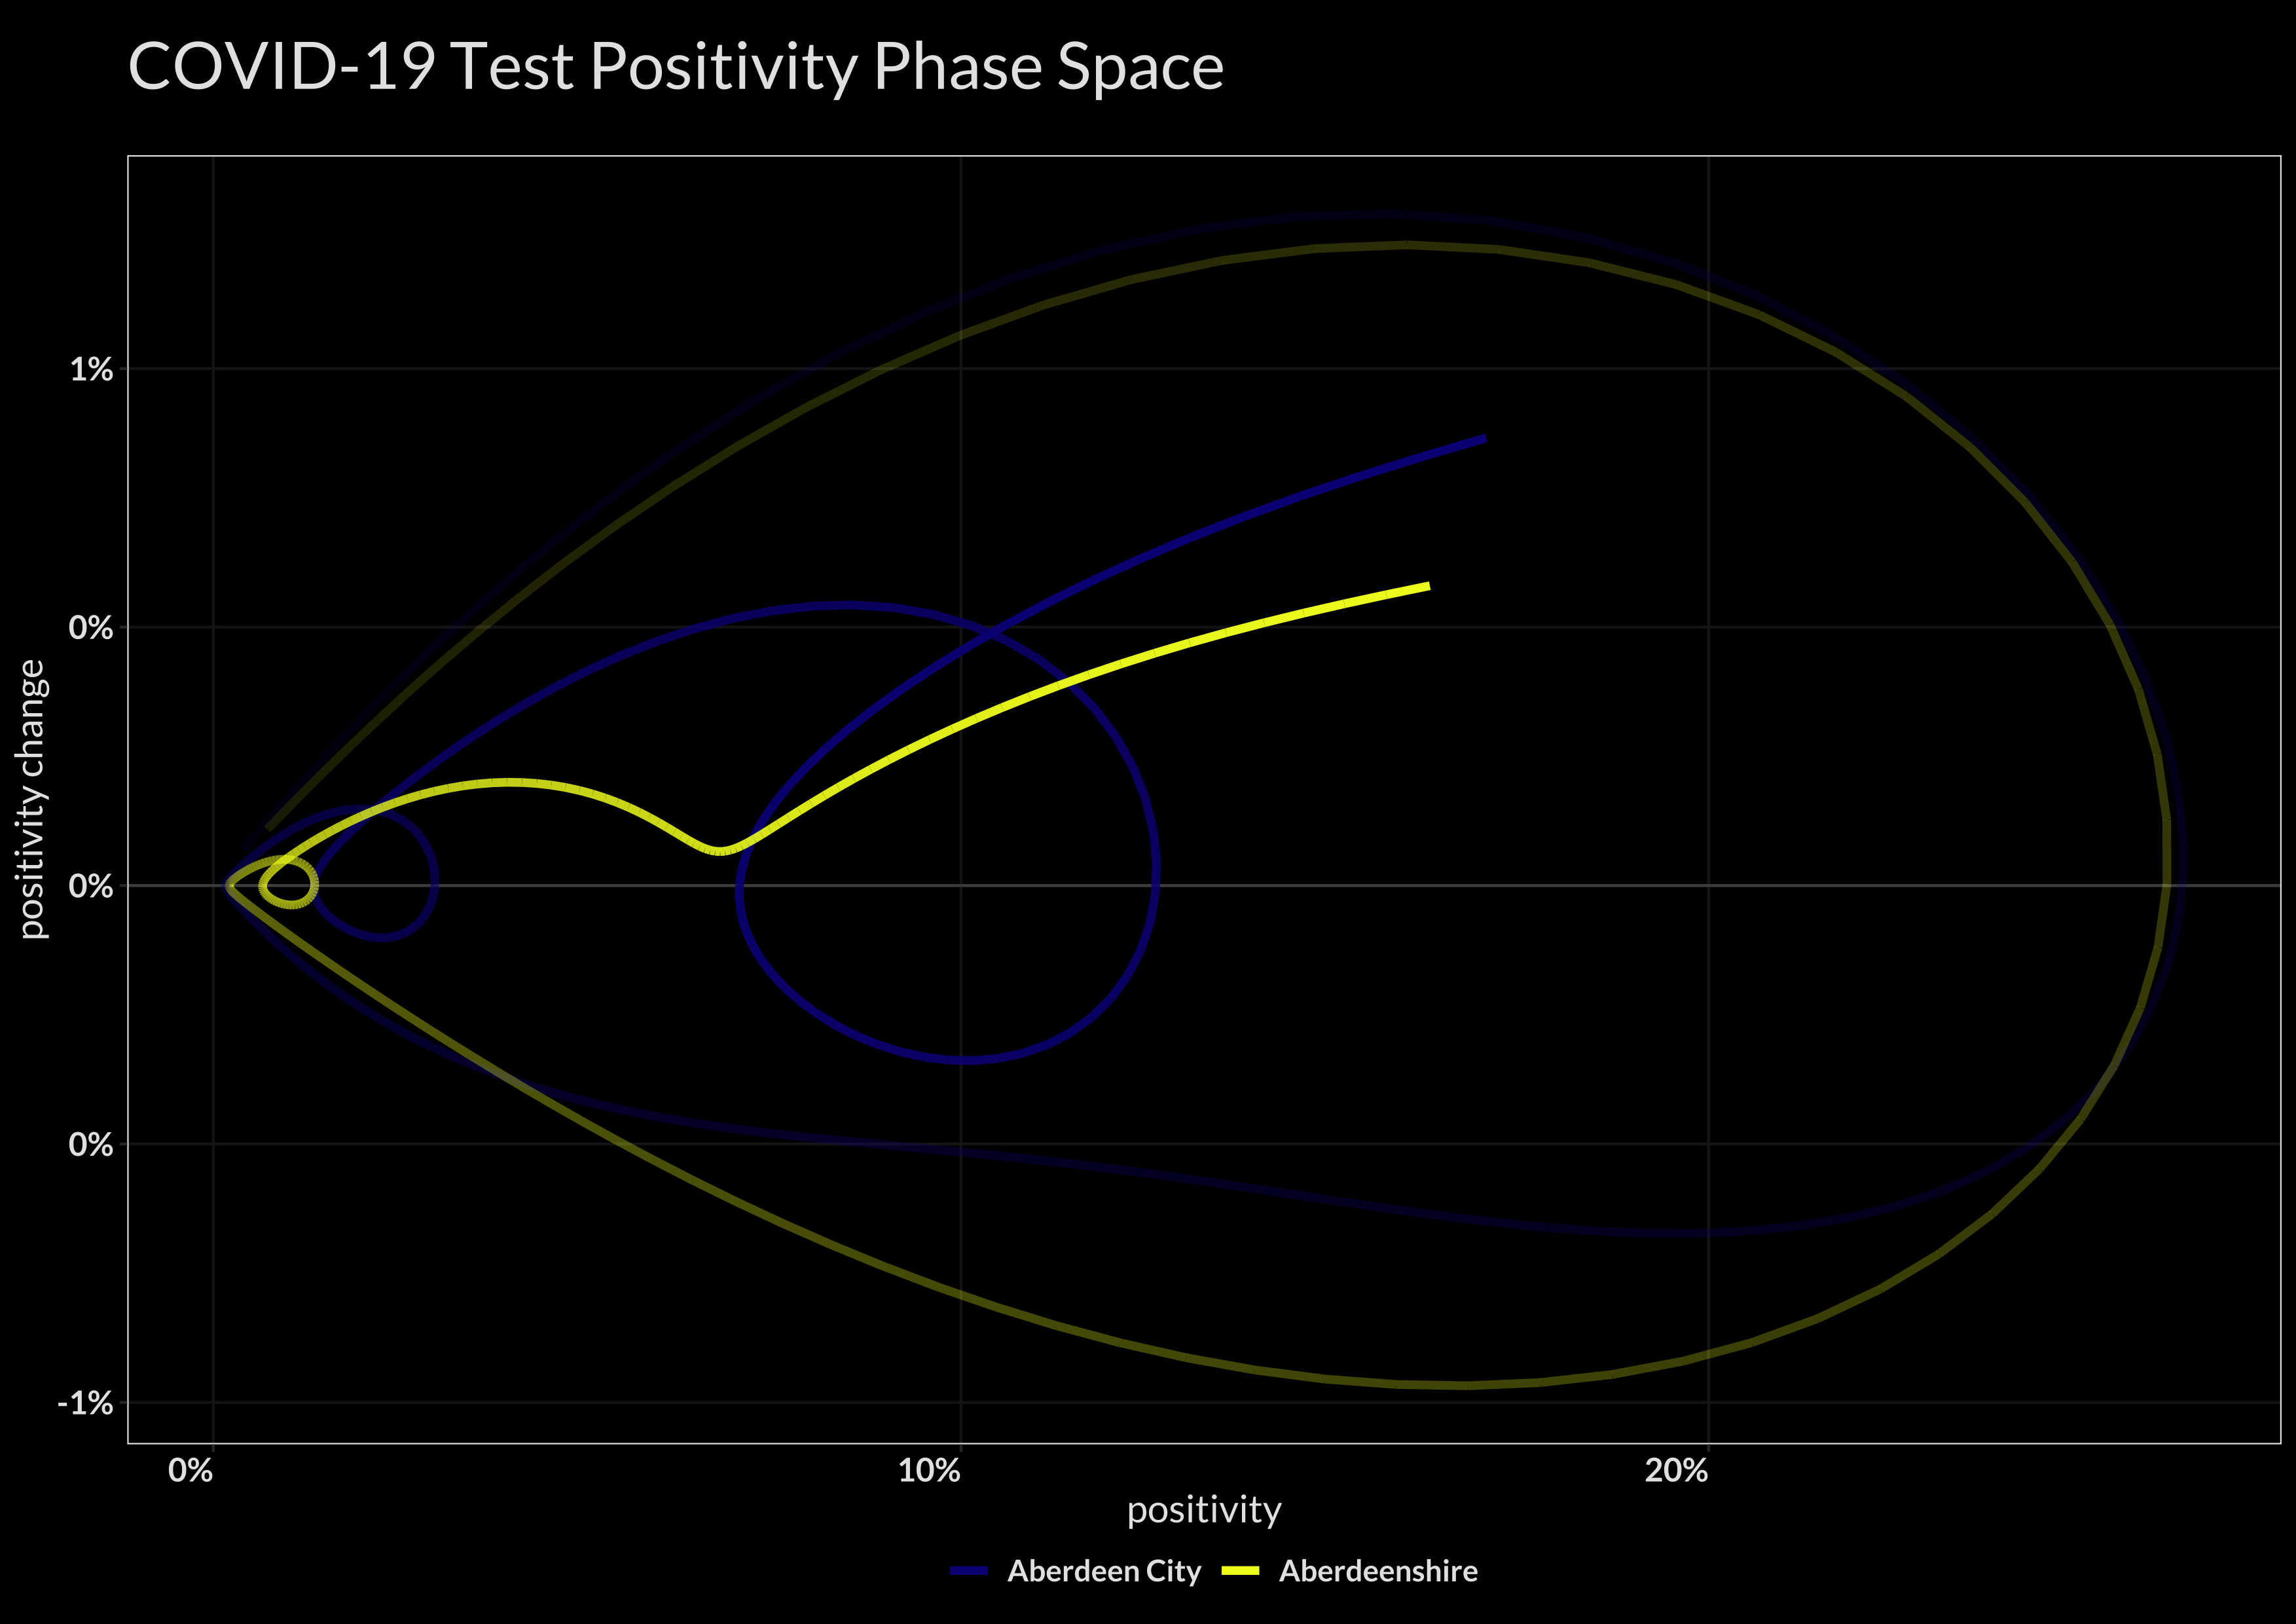 COVID-19 Test Positivity Phase Space
positivity change
1%
0%
0%
0%
-1%
0% 10% 20%
positivity
Aberdeen City Aberdeenshire